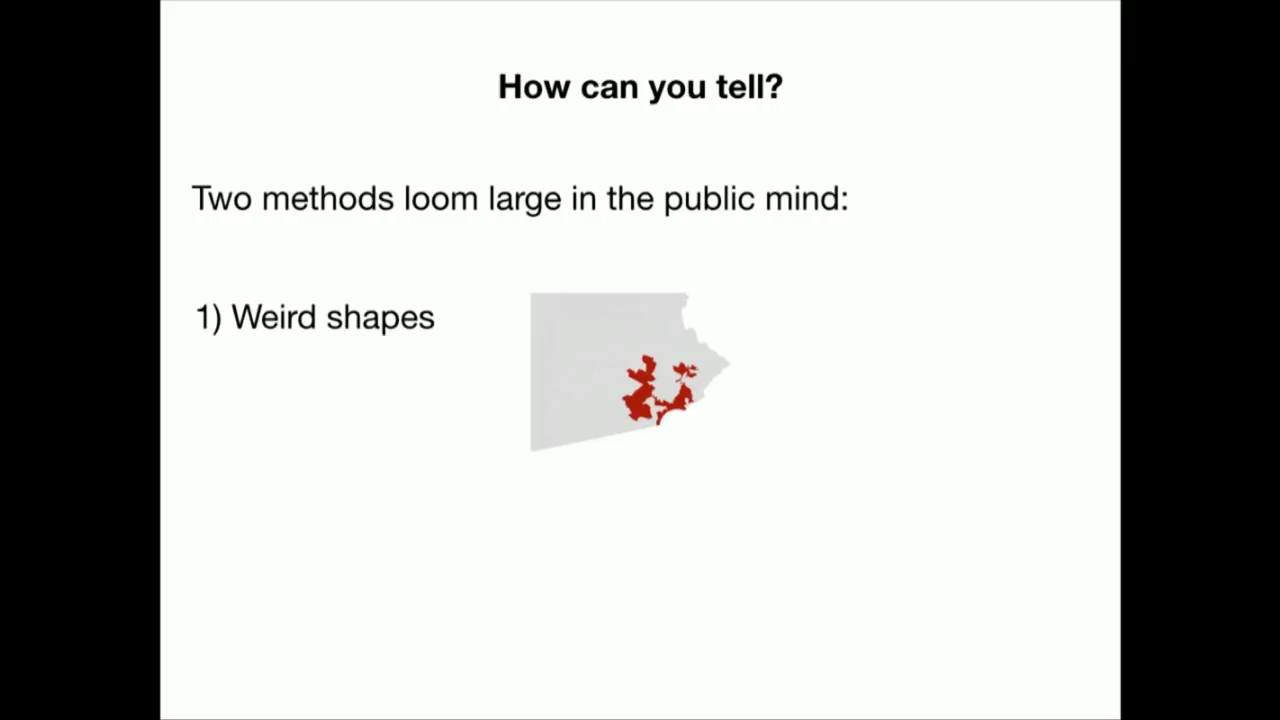 How can you tell?
Two methods loom large in the public mind:
1) Weird shapes